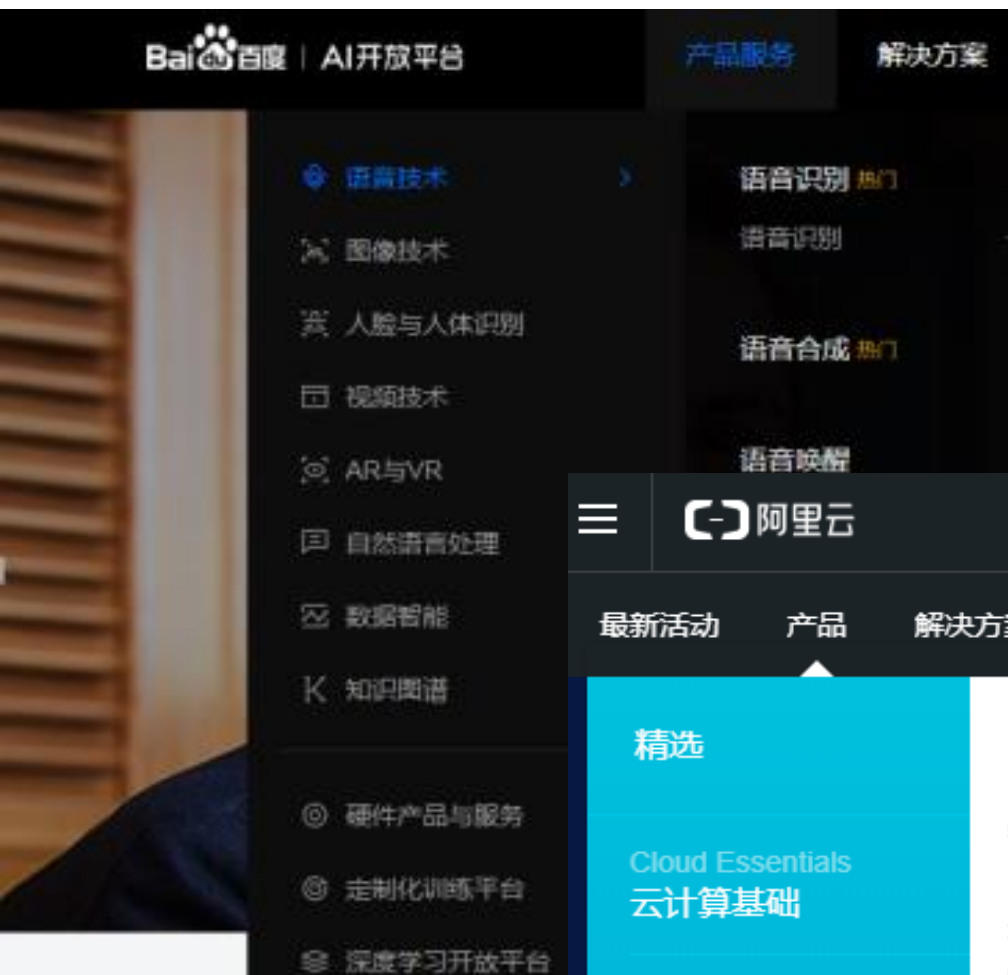 Bai du 百度 | AI开放平台
产品服务
解决方案
语音技术
图像技术
人脸与人体识别
视频技术
AR与VR
自然语言处理
数据智能
知识图谱
硬件产品与服务
定制化训练平台
深度学习开放平台
语音识别 热门
语音识别
语音合成 热门
语音唤醒
阿里云
最新活动
产品
解决方
精选
Cloud Essentials
云计算基础